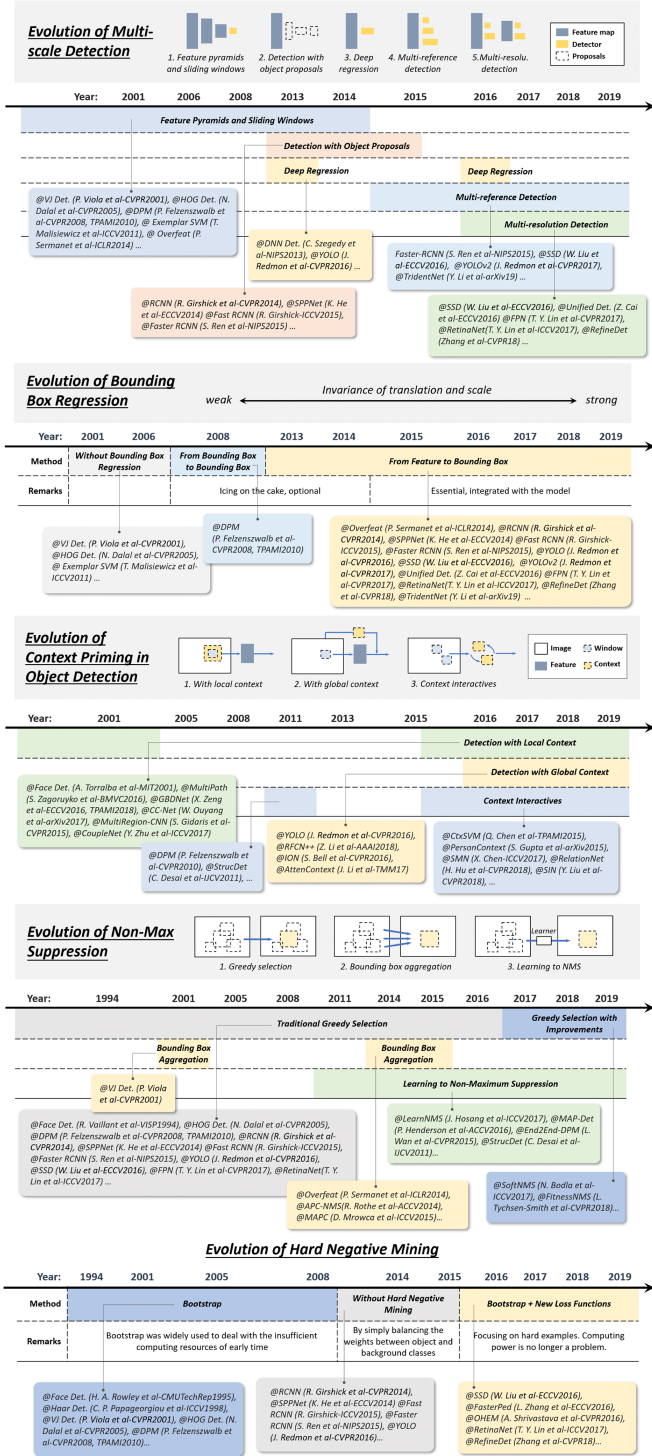 Evolution of Multi-
scale Detection
Feature map
Detector
Proposals
1. Feature pyramids
and sliding windows
2. Detection with
object proposals
3. Deep
regression
4. Multi-reference
detection
5.Multi-resolu.
detection
Year: 2001 2006 2008 2013 2014 2015 2016 2017 2018 2019
Feature Pyramids and Sliding Windows
Detection with Object Proposals
Deep Regression Deep Regression
Multi-reference Detection
Multi-resolution Detection
@VJ Det. (P. Viola et-CVPR2001), @HOG Det. (N.
Dalal et-CVPR2005), @DPM (P. Felzenszwalb et
al-CVPR2008, TPAMI2010), @ Exemplar SVM (T.
Malisiewicz et-ICCV2011) , @ Overfeat (P.
Sermanet et al-ICLR2014) ...
@DNN Det. (C. Szegedy et
al-NIPS2013), @YOLO (J.
Redmon et al-CVPR2016) ...
Faster-RCNN (S. Ren et al-NIPS2015), @SSD (W. Liu et
al-ECCV2016), @YOLOv2 (J. Redmon et al-CVPR2017),
@TridentNet (Y. Li et al-arXiv19) ...
@RCNN (R. Girshick et al-CVPR2014), @SPPNet (K. He
et al-ECCV2014) @Fast RCNN (R. Girshick-ICCV2015),
@Faster RCNN (S. Ren et al-NIPS2015) ...
@SSD (W. Liu et al-ECCV2016), @Unified Det. (Z. Cai
et al-ECCV2016) @FPN (T. Y. Lin et al-CVPR2017),
@RetinaNet(T. Y. Lin et al-ICCV2017), @RefineDet
(Zhang et al-CVPR18) ...
Evolution of Bounding
Box Regression
Invariance of translation and scale
weak strong
Year: 2001 2006 2008 2013 2014 2015 2016 2017 2018 2019
Method
Without Bounding Box
Regression
From Bounding Box
to Bounding Box
From Feature to Bounding Box
Remarks Icing on the cake, optional Essential, integrated with the model
@VJ Det. (P. Viola et al-CVPR2001),
@HOG Det. (N. Dalal et al-CVPR2005),
@ Exemplar SVM (T. Malisiewicz et al-
ICCV2011) ...
@DPM
(P. Felzenszwalb et al-
CVPR2008, TPAMI2010)
@Overfeat (P. Sermanet et al-ICLR2014), @RCNN (R. Girshick et al-
CVPR2014), @SPPNet (K. He et al-ECCV2014) @Fast RCNN (R. Girshick-
ICCV2015), @Faster RCNN (S. Ren et al-NIPS2015), @YOLO (J. Redmon et
al-CVPR2016), @SSD (W. Liu et al-ECCV2016), @YOLOv2 (J. Redmon et
al-CVPR2017), @Unified Det. (Z. Cai et al-ECCV2016) @FPN (T. Y. Lin et
al-CVPR2017), @RetinaNet(T. Y. Lin et al-ICCV2017), @RefineDet (Zhang
et al-CVPR18), @TridentNet (Y. Li et al-arXiv19) ...
Evolution of
Context Priming in
Object Detection
Image Window
Feature Context
1. With local context 2. With global context 3. Context interactives
Year: 2001 2005 2008 2011 2013 2015 2016 2017 2018 2019
Detection with Local Context
Detection with Global Context
Context Interactives
@Face Det. (A. Torralba et al-MIT2001), @MultiPath
(S. Zagoruyko et al-BMVC2016), @GBDNet (X. Zeng
et al-ECCV2016, TPAMI2018), @CC-Net (W. Ouyang
et al-arXiv2017), @MultiRegion-CNN (S. Gidaris et al-
CVPR2015), @CoupleNet (Y. Zhu et al-ICCV2017)
@DPM (P. Felzenszwalb et al-
CVPR2010), @StrucDet
(C. Desai et al-IJCV2011), ...
@YOLO (J. Redmon et al-CVPR2016),
@RFCN++ (Z. Li et al-AAAI2018),
@ION (S. Bell et al-CVPR2016),
@AttenContext (J. Li et al-TMM17)
@CtxSVM (Q. Chen et al-TPAMI2015),
@PersonContext (S. Gupta et al-arXiv2015),
@SMN (X. Chen-ICCV2017), @RelationNet
(H. Hu et al-CVPR2018), @SIN (Y. Liu et al-
CVPR2018), ...
Evolution of Non-Max
Suppression
Learner
1. Greedy selection 2. Bounding box aggregation 3. Learning to NMS
Year: 1994 2001 2005 2008 2011 2014 2015 2016 2017 2018 2019
Traditional Greedy Selection
Greedy Selection with
Improvements
Bounding Box
Aggregation
Bounding Box
Aggregation
Learning to Non-Maximum Suppression
@VJ Det. (P. Viola
et al-CVPR2001)
@Face Det. (R. Vaillant et al-VISP1994), @HOG Det. (N. Dalal et al-CVPR2005),
@DPM (P. Felzenszwalb et al-CVPR2008, TPAMI2010), @RCNN (R. Girshick et al-
CVPR2014), @SPPNet (K. He et al-ECCV2014) @Fast RCNN (R. Girshick-ICCV2015),
@Faster RCNN (S. Ren et al-NIPS2015), @YOLO (J. Redmon et al-CVPR2016),
@SSD (W. Liu et al-ECCV2016), @FPN (T. Y. Lin et al-CVPR2017), @RetinaNet(T. Y.
Lin et al-ICCV2017) ...
@LearnNMS (J. Hosang et al-ICCV2017), @MAP-Det
(P. Henderson et al-ACCV2016), @End2End-DPM (L.
Wan et al-CVPR2015), @StrucDet (C. Desai et al-
IJCV2011) ...
@Overfeat (P. Sermanet et al-ICLR2014),
@APC-NMS(R. Rothe et al-ACCV2014),
@MAPC (D. Mrowca et al-ICCV2015)...
@SoftNMS (N. Bodla et al-
ICCV2017), @FitnessNMS (L.
Tychsen-Smith et al-CVPR2018)...
Evolution of Hard Negative Mining
Year: 1994 2001 2005 2008 2014 2015 2016 2017 2018 2019
Method Bootstrap
Without Hard Negative
Mining
Bootstrap + New Loss Functions
Remarks
Bootstrap was widely used to deal with the insufficient
computing resources of early time
By simply balancing the
weights between object and
background classes
Focusing on hard examples. Computing
power is no longer a problem.
@Face Det. (H. A. Rowley et al-CMUTechRep1995),
@Haar Det. (C. P. Papageorgiou et al-ICCV1998),
@VJ Det. (P. Viola et al-CVPR2001), @HOG Det. (N.
Dalal et al-CVPR2005), @DPM (P. Felzenszwalb et
al-CVPR2008, TPAMI2010)...
@RCNN (R. Girshick et al-CVPR2014),
@SPPNet (K. He et al-ECCV2014) @Fast
RCNN (R. Girshick-ICCV2015), @Faster
RCNN (S. Ren et al-NIPS2015), @YOLO
(J. Redmon et al-CVPR2016)...
@SSD (W. Liu et al-ECCV2016),
@FasterPed (L. Zhang et al-ECCV2016),
@OHEM (A. Shrivastava et al-CVPR2016),
@RetinaNet (T. Y. Lin et al-ICCV2017),
@RefineDet (Zhang et al-CVPR18)...